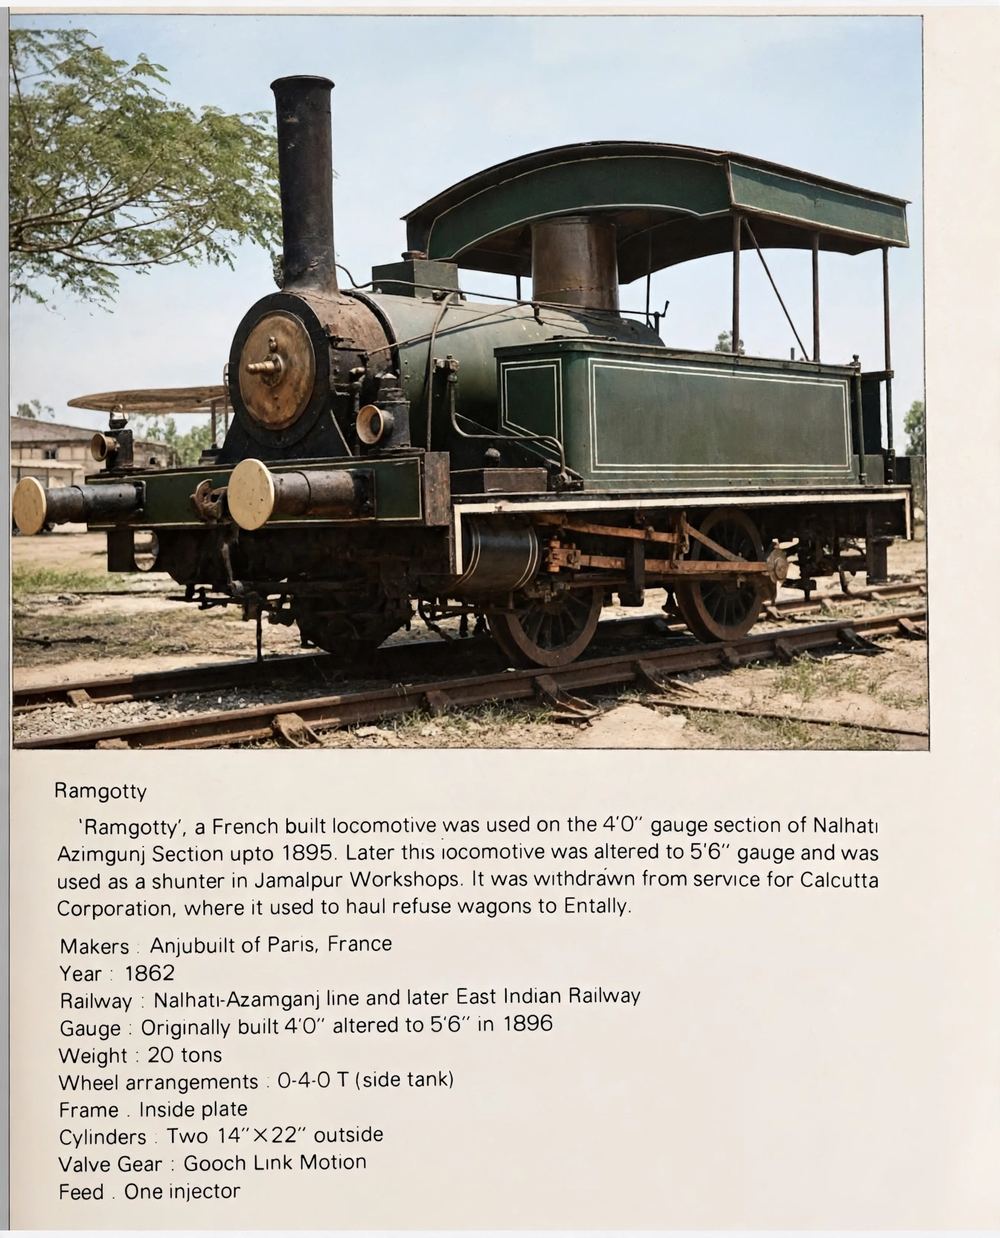 Ramgotty
'Ramgotty', a French built locomotive was used on the 4'0" gauge section of Nalhati
Azimgunj Section upto 1895. Later this locomotive was altered to 5'6" gauge and was
used as a shunter in Jamalpur Workshops. It was withdrawn from service for Calcutta
Corporation, where it used to haul refuse wagons to Entally.
Makers : Anjubuilt of Paris, France
Year : 1862
Railway : Nalhati-Azamganj line and later East Indian Railway
Gauge : Originally built 4'0" altered to 5'6" in 1896
Weight : 20 tons
Wheel arrangements : 0-4-0 T (side tank)
Frame . Inside plate
Cylinders : Two 14"×22" outside
Valve Gear : Gooch Link Motion
Feed . One injector